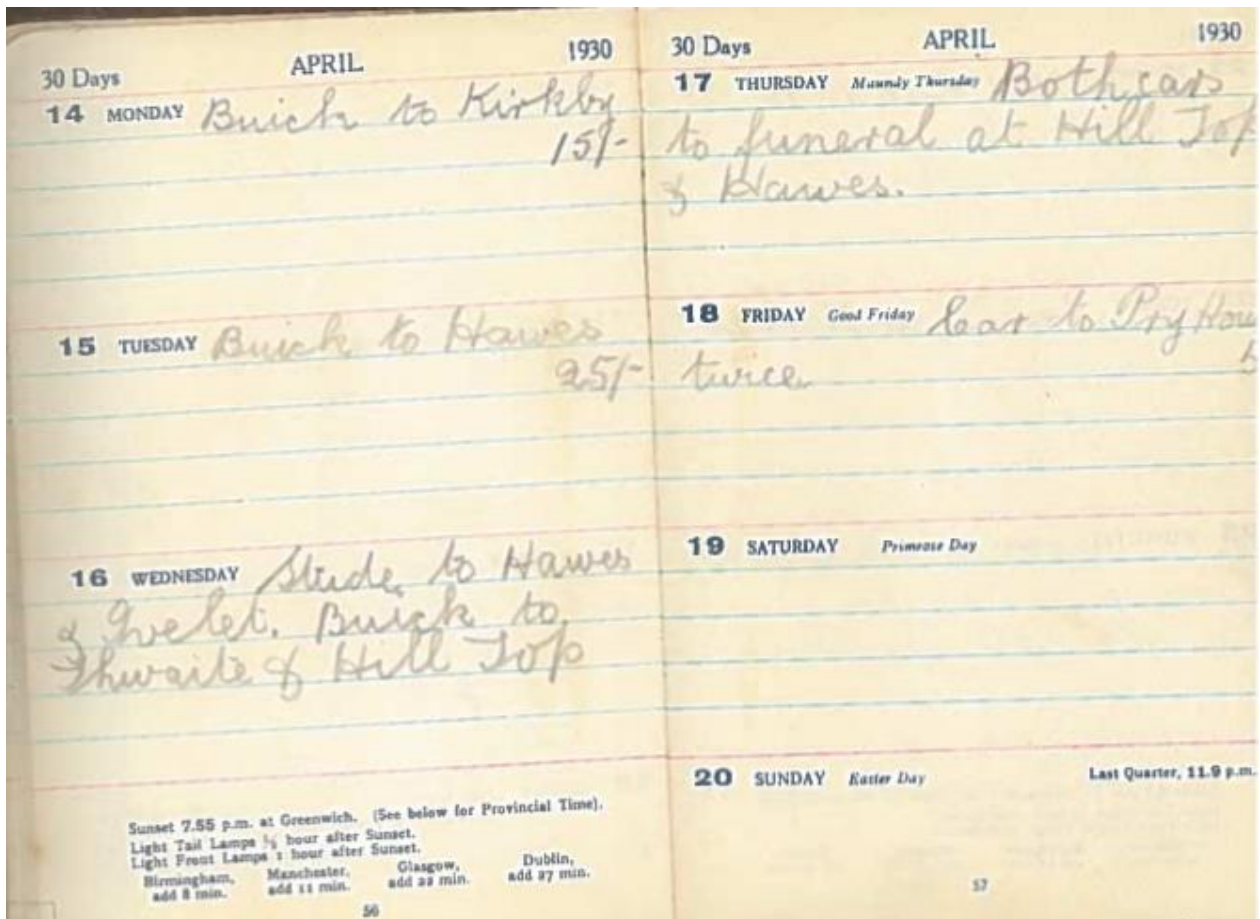 30 Days APRIL 1930
14 MONDAY Buick to Kirkby
15/-
15 TUESDAY Buick to Hawes
25/-
16 WEDNESDAY Stude. to Hawes
& Ivelet. Buick to
Thwaite & Hill Top
Sunset 7.55 p.m. at Greenwich. (See below for Provincial Time).
Light Tail Lamps ½ hour after Sunset.
Light Front Lamps 1 hour after Sunset.
Birmingham, Manchester, Glasgow, Dublin,
add 8 min. add 11 min. add 22 min. add 27 min.
56
30 Days APRIL 1930
17 THURSDAY Maundy Thursday Both cars
to funeral at Hill Top
& Hawes.
18 FRIDAY Good Friday Car to Pry Hou
twice
19 SATURDAY Primrose Day
20 SUNDAY Easter Day Last Quarter, 11.9 p.m.
57